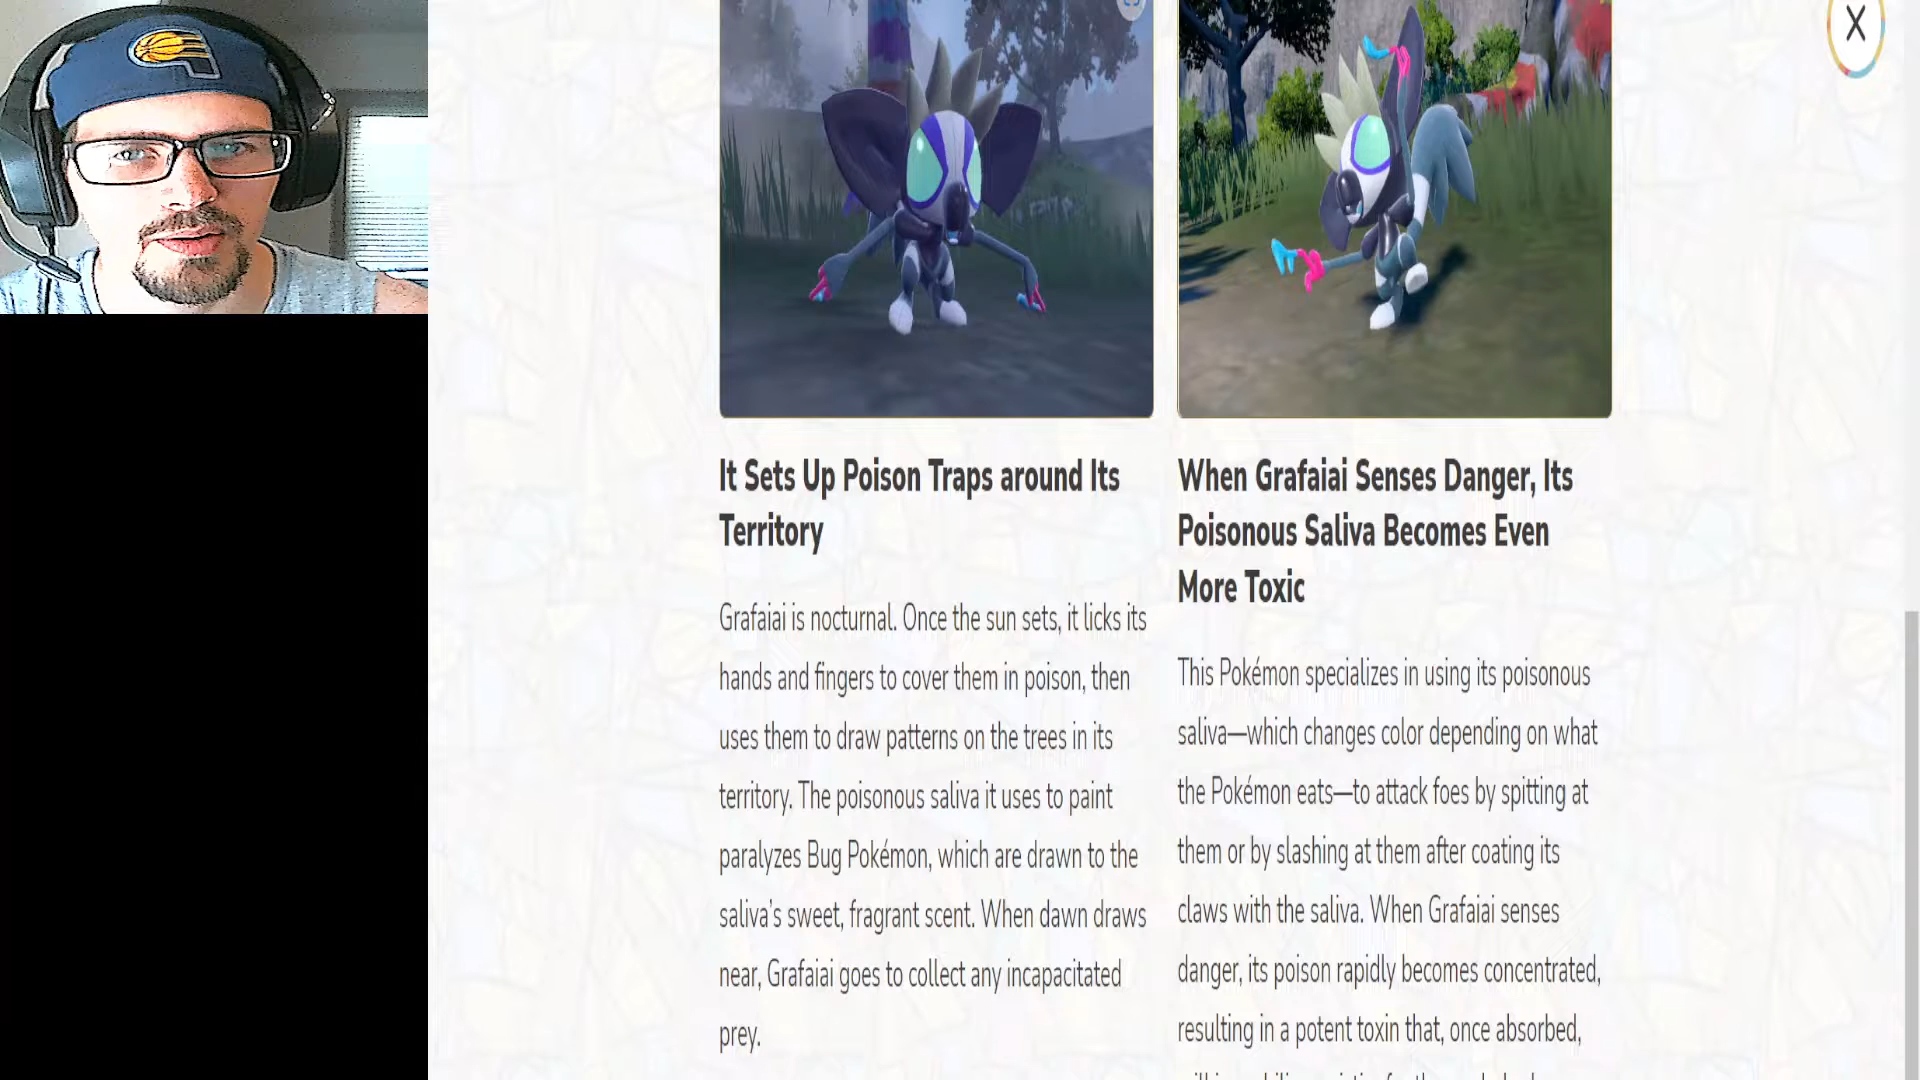 X
It Sets Up Poison Traps around Its
Territory
Grafaiai is nocturnal. Once the sun sets, it licks its
hands and fingers to cover them in poison, then
uses them to draw patterns on the trees in its
territory. The poisonous saliva it uses to paint
paralyzes Bug Pokémon, which are drawn to the
saliva's sweet, fragrant scent. When dawn draws
near, Grafaiai goes to collect any incapacitated
prey.
When Grafaiai Senses Danger, Its
Poisonous Saliva Becomes Even
More Toxic
This Pokémon specializes in using its poisonous
saliva—which changes color depending on what
the Pokémon eats—to attack foes by spitting at
them or by slashing at them after coating its
claws with the saliva. When Grafaiai senses
danger, its poison rapidly becomes concentrated,
resulting in a potent toxin that, once absorbed,